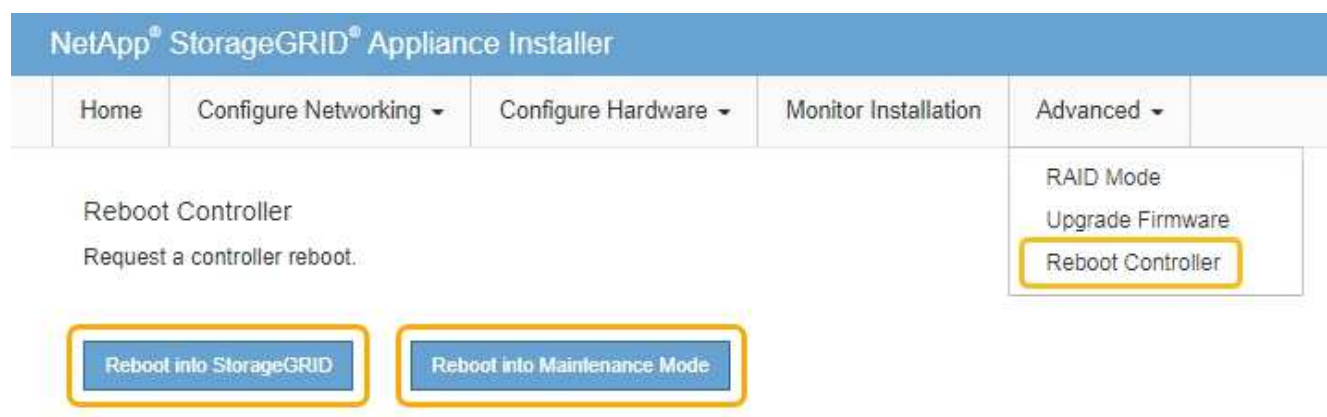 NetApp® StorageGRID® Appliance Installer
Home Configure Networking Configure Hardware Monitor Installation Advanced
RAID Mode
Upgrade Firmware
Reboot Controller
Reboot Controller
Request a controller reboot.
Reboot into StorageGRID Reboot into Maintenance Mode